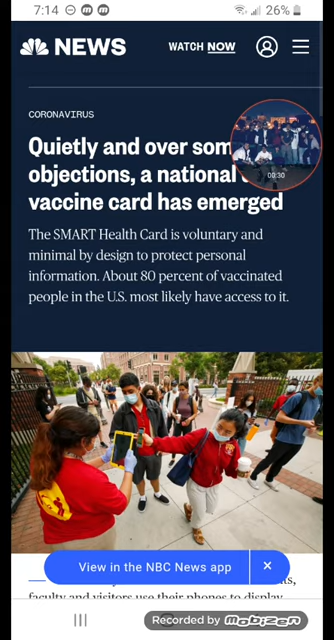 7:14
26%
NEWS
WATCH NOW
CORONAVIRUS
Quietly and over som
objections, a national
vaccine card has emerged
00:30
The SMART Health Card is voluntary and
minimal by design to protect personal
information. About 80 percent of vaccinated
people in the U.S. most likely have access to it.
View in the NBC News app
faculty and visitors use their phones to display
Recorded by mobizen